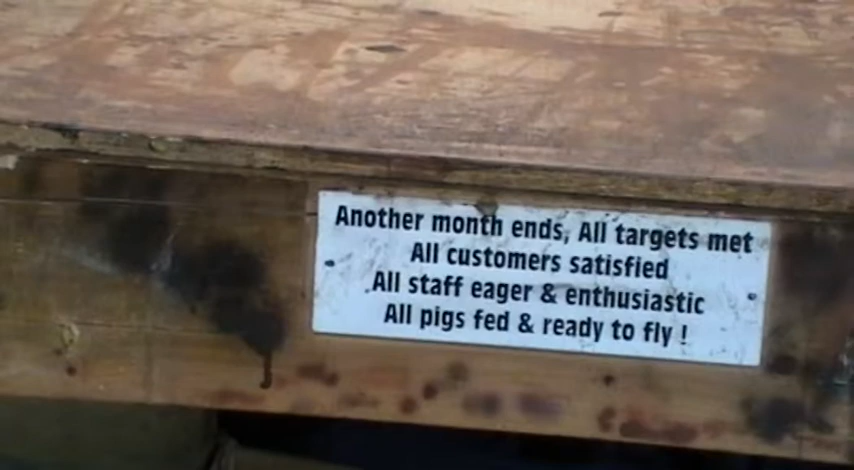 Another month ends, All targets met
All customers satisfied
All staff eager & enthusiastic
All pigs fed & ready to fly !